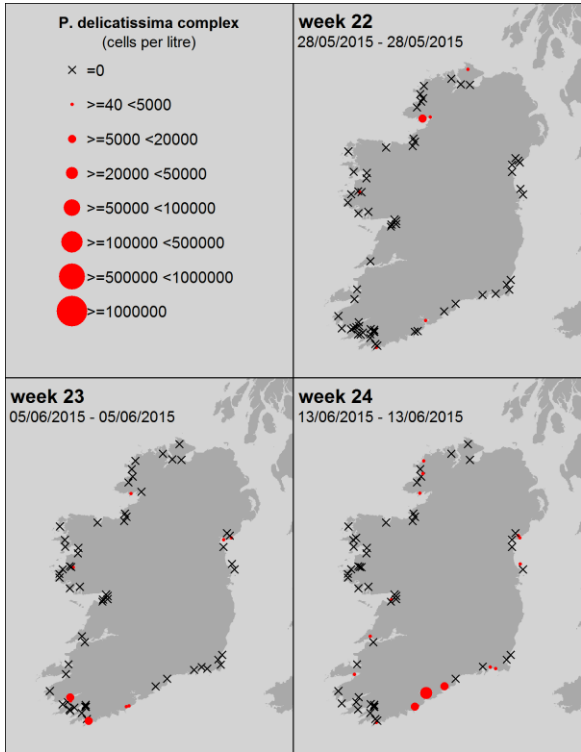 P. delicatissima complex
(cells per litre)
=0
>=40 <5000
>=5000 <20000
>=20000 <50000
>=50000 <100000
>=100000 <500000
>=500000 <1000000
>=1000000
week 22
28/05/2015 - 28/05/2015
week 23
05/06/2015 - 05/06/2015
week 24
13/06/2015 - 13/06/2015